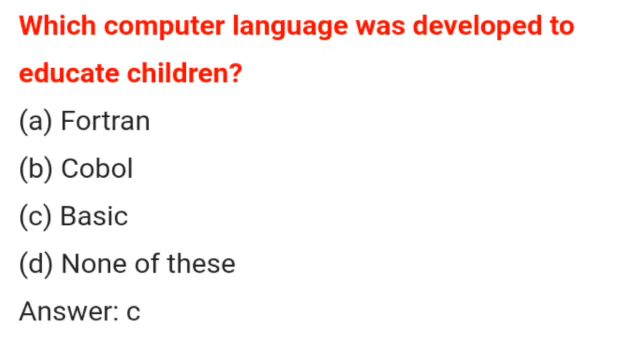 Which computer language was developed to
educate children?
(a) Fortran
(b) Cobol
(c) Basic
(d) None of these
Answer: c